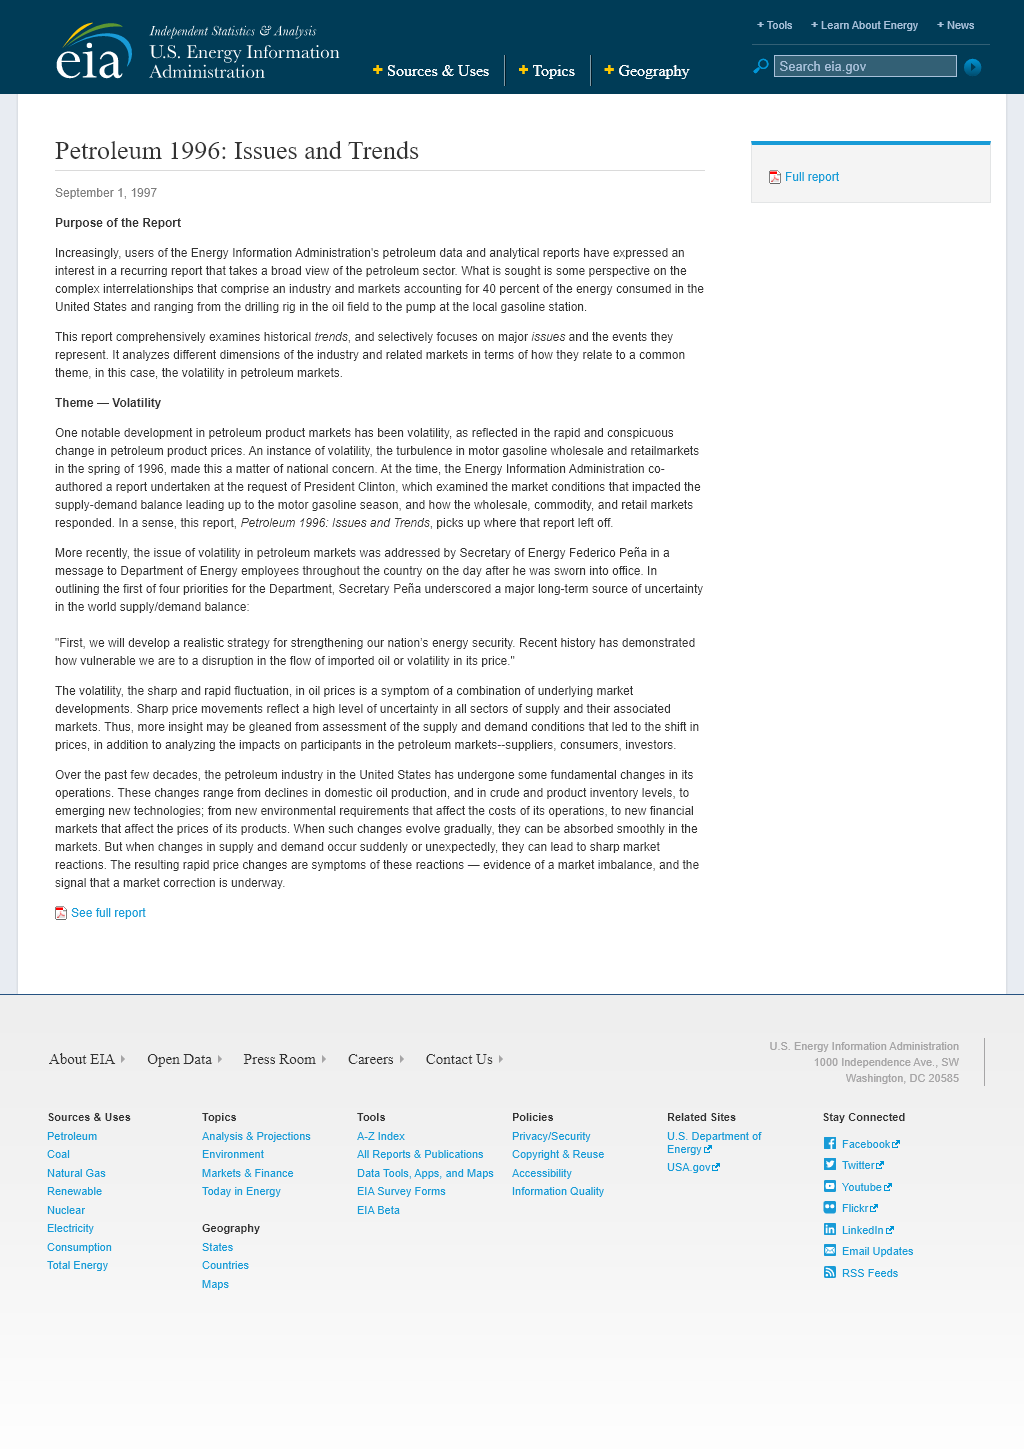 Independent Statistics & Analysis
eia
U.S. Energy Information
Administration
+ Sources & Uses
+ Topics
+ Geography
+ Tools
+ Learn About Energy
+ News
Search eia.gov
Petroleum 1996: Issues and Trends
Full report
September 1, 1997
Purpose of the Report
Increasingly, users of the Energy Information Administration's petroleum data and analytical reports have expressed an
interest in a recurring report that takes a broad view of the petroleum sector. What is sought is some perspective on the
complex interrelationships that comprise an industry and markets accounting for 40 percent of the energy consumed in the
United States and ranging from the drilling rig in the oil field to the pump at the local gasoline station.
This report comprehensively examines historical trends, and selectively focuses on major issues and the events they
represent. It analyzes different dimensions of the industry and related markets in terms of how they relate to a common
theme, in this case, the volatility in petroleum markets.
Theme — Volatility
One notable development in petroleum product markets has been volatility, as reflected in the rapid and conspicuous
change in petroleum product prices. An instance of volatility, the turbulence in motor gasoline wholesale and retailmarkets
in the spring of 1996, made this a matter of national concern. At the time, the Energy Information Administration co-
authored a report undertaken at the request of President Clinton, which examined the market conditions that impacted the
supply-demand balance leading up to the motor gasoline season, and how the wholesale, commodity, and retail markets
responded. In a sense, this report, Petroleum 1996: Issues and Trends, picks up where that report left off.
More recently, the issue of volatility in petroleum markets was addressed by Secretary of Energy Federico Peña in a
message to Department of Energy employees throughout the country on the day after he was sworn into office. In
outlining the first of four priorities for the Department, Secretary Peña underscored a major long-term source of uncertainty
in the world supply/demand balance:
"First, we will develop a realistic strategy for strengthening our nation's energy security. Recent history has demonstrated
how vulnerable we are to a disruption in the flow of imported oil or volatility in its price."
The volatility, the sharp and rapid fluctuation, in oil prices is a symptom of a combination of underlying market
developments. Sharp price movements reflect a high level of uncertainty in all sectors of supply and their associated
markets. Thus, more insight may be gleaned from assessment of the supply and demand conditions that led to the shift in
prices, in addition to analyzing the impacts on participants in the petroleum markets--suppliers, consumers, investors.
Over the past few decades, the petroleum industry in the United States has undergone some fundamental changes in its
operations. These changes range from declines in domestic oil production, and in crude and product inventory levels, to
emerging new technologies; from new environmental requirements that affect the costs of its operations, to new financial
markets that affect the prices of its products. When such changes evolve gradually, they can be absorbed smoothly in the
markets. But when changes in supply and demand occur suddenly or unexpectedly, they can lead to sharp market
reactions. The resulting rapid price changes are symptoms of these reactions — evidence of a market imbalance, and the
signal that a market correction is underway.
See full report
About EIA
Open Data
Press Room
Careers
Contact Us
U.S. Energy Information Administration
1000 Independence Ave., SW
Washington, DC 20585
Sources & Uses
Petroleum
Coal
Natural Gas
Renewable
Nuclear
Electricity
Consumption
Total Energy
Topics
Analysis & Projections
Environment
Markets & Finance
Today in Energy
Geography
States
Countries
Maps
Tools
A-Z Index
All Reports & Publications
Data Tools, Apps, and Maps
EIA Survey Forms
EIA Beta
Policies
Privacy/Security
Copyright & Reuse
Accessibility
Information Quality
Related Sites
U.S. Department of
Energy
USA.gov
Stay Connected
Facebook
Twitter
Youtube
Flickr
LinkedIn
Email Updates
RSS Feeds